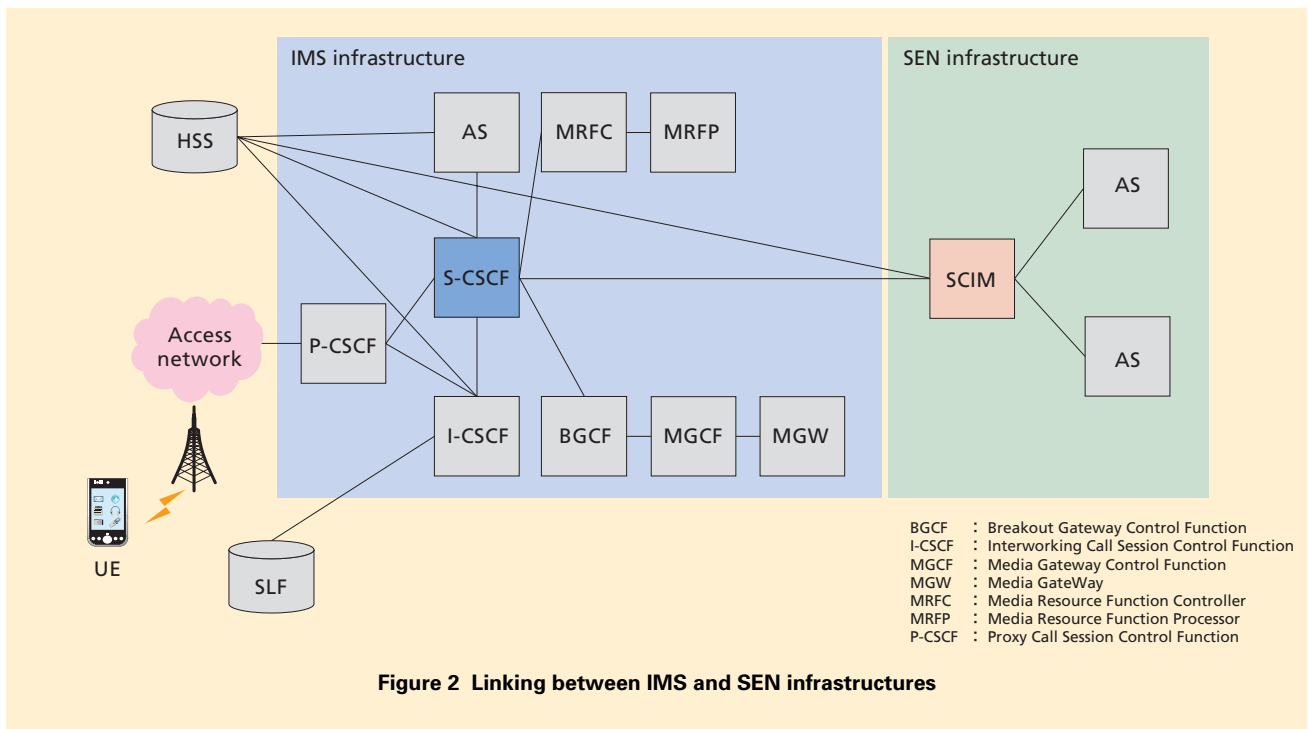 IMS infrastructure
SEN infrastructure
HSS
AS
MRFC
MRFP
AS
S-CSCF
SCIM
Access
network
P-CSCF
AS
I-CSCF
BGCF
MGCF
MGW
UE
SLF
BGCF : Breakout Gateway Control Function
I-CSCF : Interworking Call Session Control Function
MGCF : Media Gateway Control Function
MGW : Media GateWay
MRFC : Media Resource Function Controller
MRFP : Media Resource Function Processor
P-CSCF : Proxy Call Session Control Function
Figure 2 Linking between IMS and SEN infrastructures